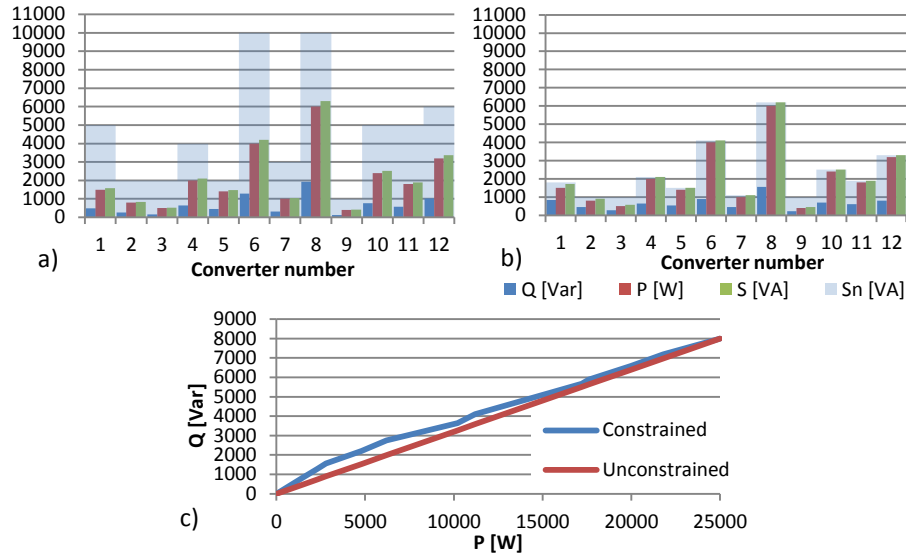 11000
10000
9000
8000
7000
6000
5000
4000
3000
2000
1000
0
1 2 3 4 5 6 7 8 9 10 11 12
a)
Converter number
11000
10000
9000
8000
7000
6000
5000
4000
3000
2000
1000
0
1 2 3 4 5 6 7 8 9 10 11 12
b)
Converter number
Q [Var] P [W] S [VA] Sn [VA]
9000
8000
7000
6000
5000
4000
3000
2000
1000
0
Q [Var]
Constrained
Unconstrained
0 5000 10000 15000 20000 25000
c)
P [W]